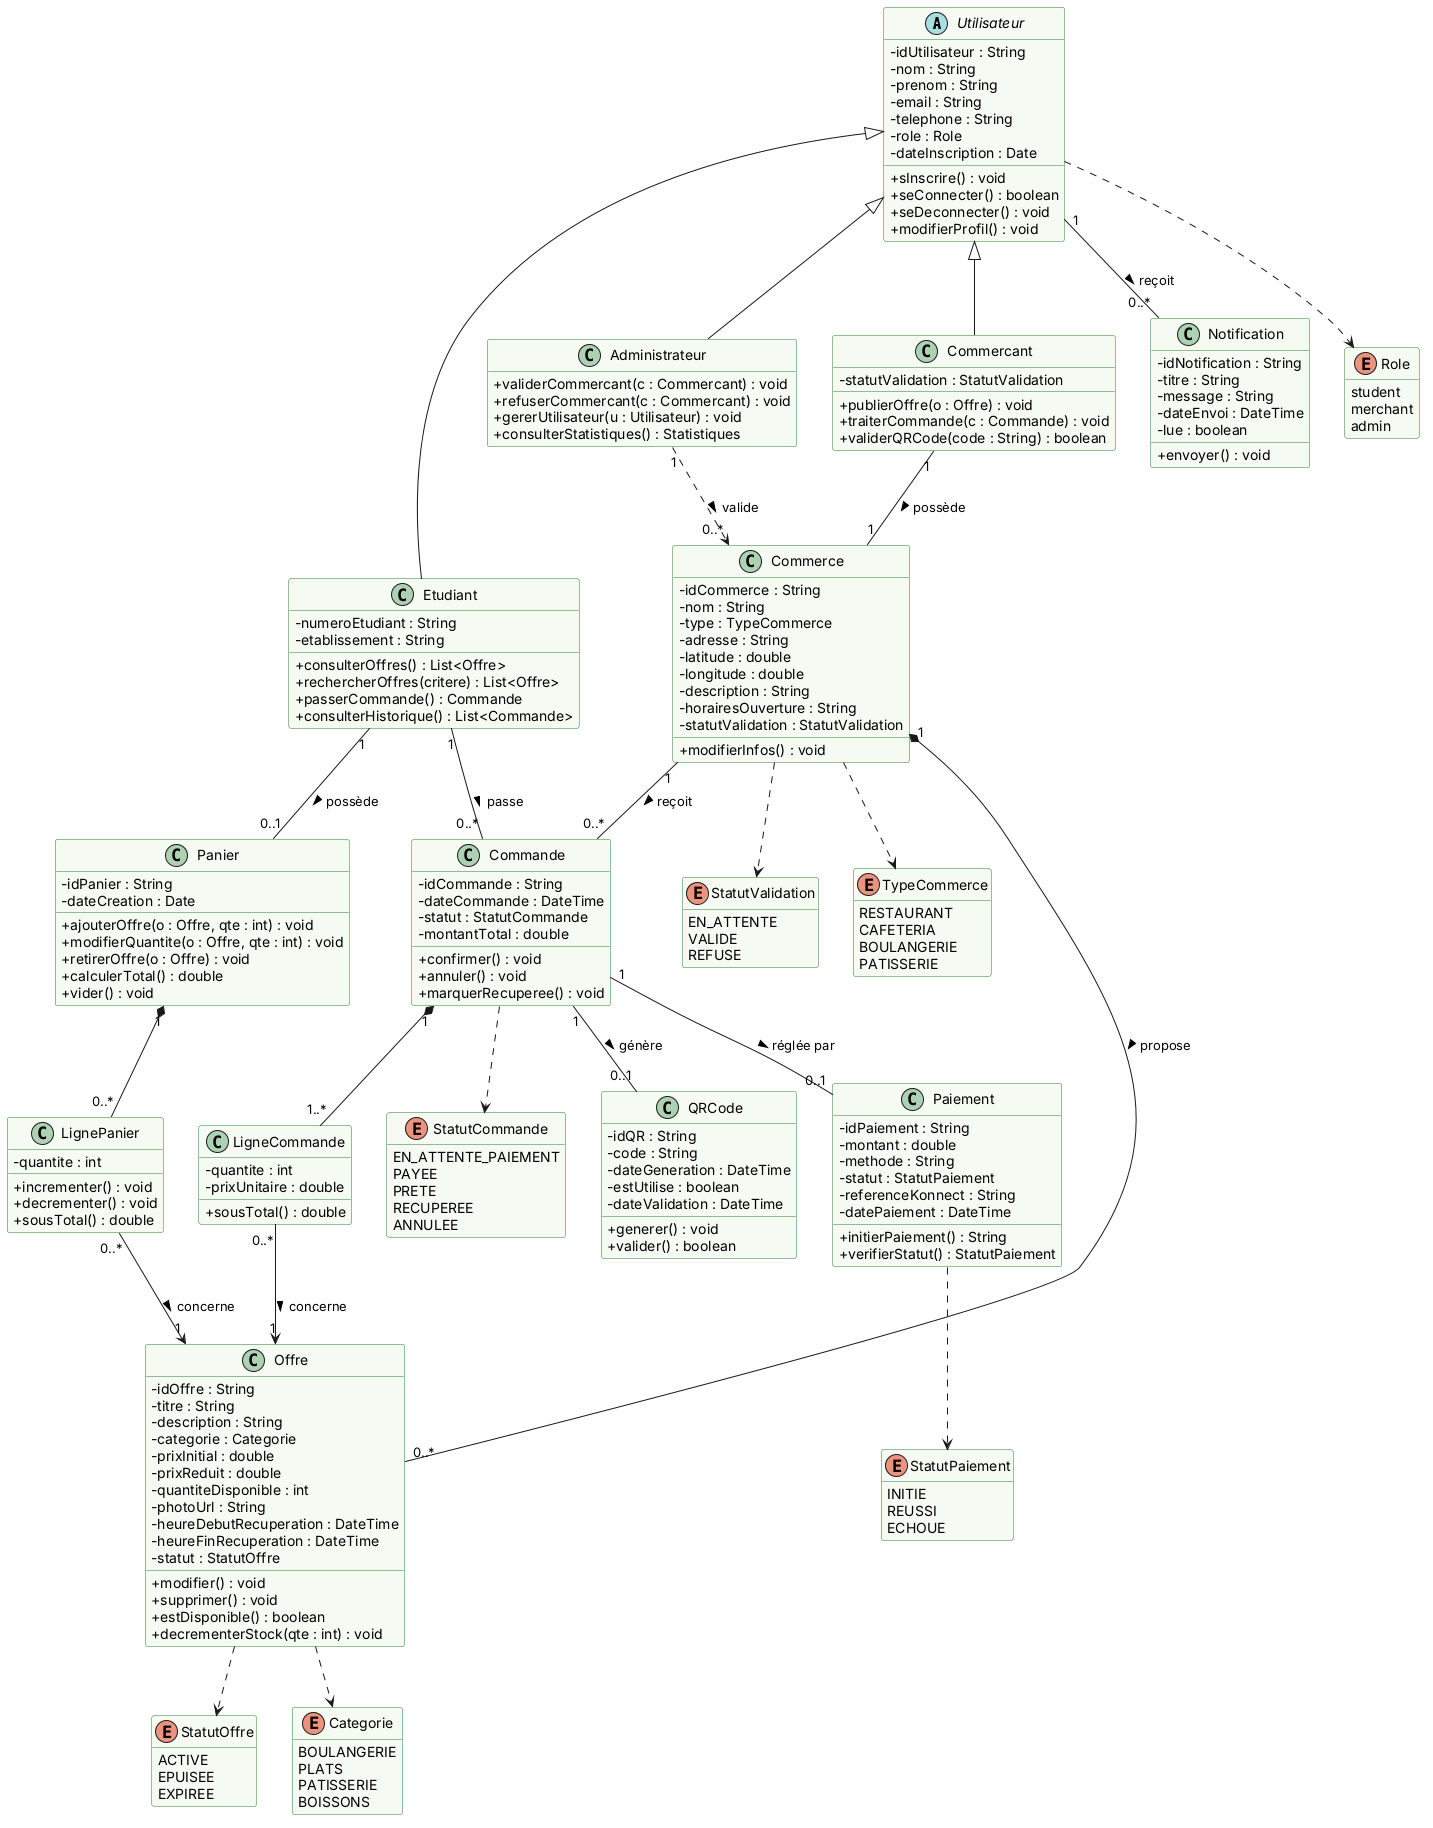 A Utilisateur
-idUtilisateur : String
-nom : String
-prenom : String
-email : String
-telephone : String
-role : Role
-dateInscription : Date
+sInscrire() : void
+seConnecter() : boolean
+seDeconnecter() : void
+modifierProfil() : void
1
reçoit
0..*
C Administrateur
+validerCommercant(c : Commercant) : void
+refuserCommercant(c : Commercant) : void
+gererUtilisateur(u : Utilisateur) : void
+consulterStatistiques() : Statistiques
C Commercant
-statutValidation : StatutValidation
+publierOffre(o : Offre) : void
+traiterCommande(c : Commande) : void
+validerQRCode(code : String) : boolean
C Notification
-idNotification : String
-titre : String
-message : String
-dateEnvoi : DateTime
-lue : boolean
+envoyer() : void
E Role
student
merchant
admin
1
valide
0..*
1
possède
1
C Etudiant
-numeroEtudiant : String
-etablissement : String
+consulterOffres() : List<Offre>
+rechercherOffres(critere) : List<Offre>
+passerCommande() : Commande
+consulterHistorique() : List<Commande>
C Commerce
-idCommerce : String
-nom : String
-type : TypeCommerce
-adresse : String
-latitude : double
-longitude : double
-description : String
-horairesOuverture : String
-statutValidation : StatutValidation
+modifierInfos() : void
1
possède
0..1
1
passe
0..*
1
reçoit
0..*
1
propose
0..*
C Panier
-idPanier : String
-dateCreation : Date
+ajouterOffre(o : Offre, qte : int) : void
+modifierQuantite(o : Offre, qte : int) : void
+retirerOffre(o : Offre) : void
+calculerTotal() : double
+vider() : void
C Commande
-idCommande : String
-dateCommande : DateTime
-statut : StatutCommande
-montantTotal : double
+confirmer() : void
+annuler() : void
+marquerRecuperee() : void
E StatutValidation
EN_ATTENTE
VALIDE
REFUSE
E TypeCommerce
RESTAURANT
CAFETERIA
BOULANGERIE
PATISSERIE
1
0..*
1
1..*
1
génère
0..1
1
réglée par
0..1
C LignePanier
-quantite : int
+incrementer() : void
+decrementer() : void
+sousTotal() : double
C LigneCommande
-quantite : int
-prixUnitaire : double
+sousTotal() : double
E StatutCommande
EN_ATTENTE_PAIEMENT
PAYEE
PRETE
RECUPEREE
ANNULEE
C QRCode
-idQR : String
-code : String
-dateGeneration : DateTime
-estUtilise : boolean
-dateValidation : DateTime
+generer() : void
+valider() : boolean
C Paiement
-idPaiement : String
-montant : double
-methode : String
-statut : StatutPaiement
-referenceKonnect : String
-datePaiement : DateTime
+initierPaiement() : String
+verifierStatut() : StatutPaiement
0..*
concerne
1
0..*
concerne
1
C Offre
-idOffre : String
-titre : String
-description : String
-categorie : Categorie
-prixInitial : double
-prixReduit : double
-quantiteDisponible : int
-photoUrl : String
-heureDebutRecuperation : DateTime
-heureFinRecuperation : DateTime
-statut : StatutOffre
+modifier() : void
+supprimer() : void
+estDisponible() : boolean
+decrementerStock(qte : int) : void
E StatutPaiement
INITIE
REUSSI
ECHOUE
E StatutOffre
ACTIVE
EPUISEE
EXPIREE
E Categorie
BOULANGERIE
PLATS
PATISSERIE
BOISSONS